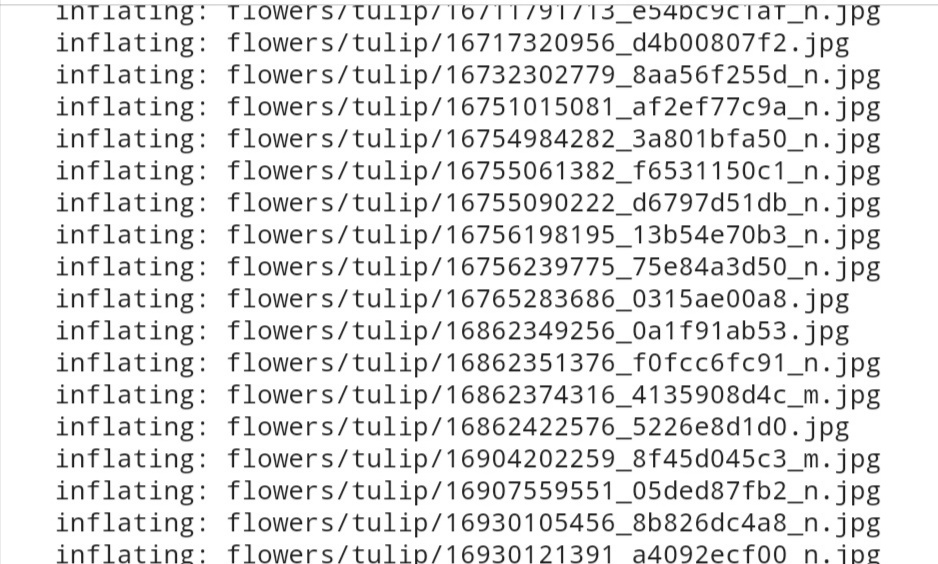 inflating: flowers/tulip/16711791713_e54bc9c1af_n.jpg
inflating: flowers/tulip/16717320956_d4b00807f2.jpg
inflating: flowers/tulip/16732302779_8aa56f255d_n.jpg
inflating: flowers/tulip/16751015081_af2ef77c9a_n.jpg
inflating: flowers/tulip/16754984282_3a801bfa50_n.jpg
inflating: flowers/tulip/16755061382_f6531150c1_n.jpg
inflating: flowers/tulip/16755090222_d6797d51db_n.jpg
inflating: flowers/tulip/16756198195_13b54e70b3_n.jpg
inflating: flowers/tulip/16756239775_75e84a3d50_n.jpg
inflating: flowers/tulip/16765283686_0315ae00a8.jpg
inflating: flowers/tulip/16862349256_0a1f91ab53.jpg
inflating: flowers/tulip/16862351376_f0fcc6fc91_n.jpg
inflating: flowers/tulip/16862374316_4135908d4c_m.jpg
inflating: flowers/tulip/16862422576_5226e8d1d0.jpg
inflating: flowers/tulip/16904202259_8f45d045c3_m.jpg
inflating: flowers/tulip/16907559551_05ded87fb2_n.jpg
inflating: flowers/tulip/16930105456_8b826dc4a8_n.jpg
inflating: flowers/tulip/16930121391_a4092ecf00_n.jpg